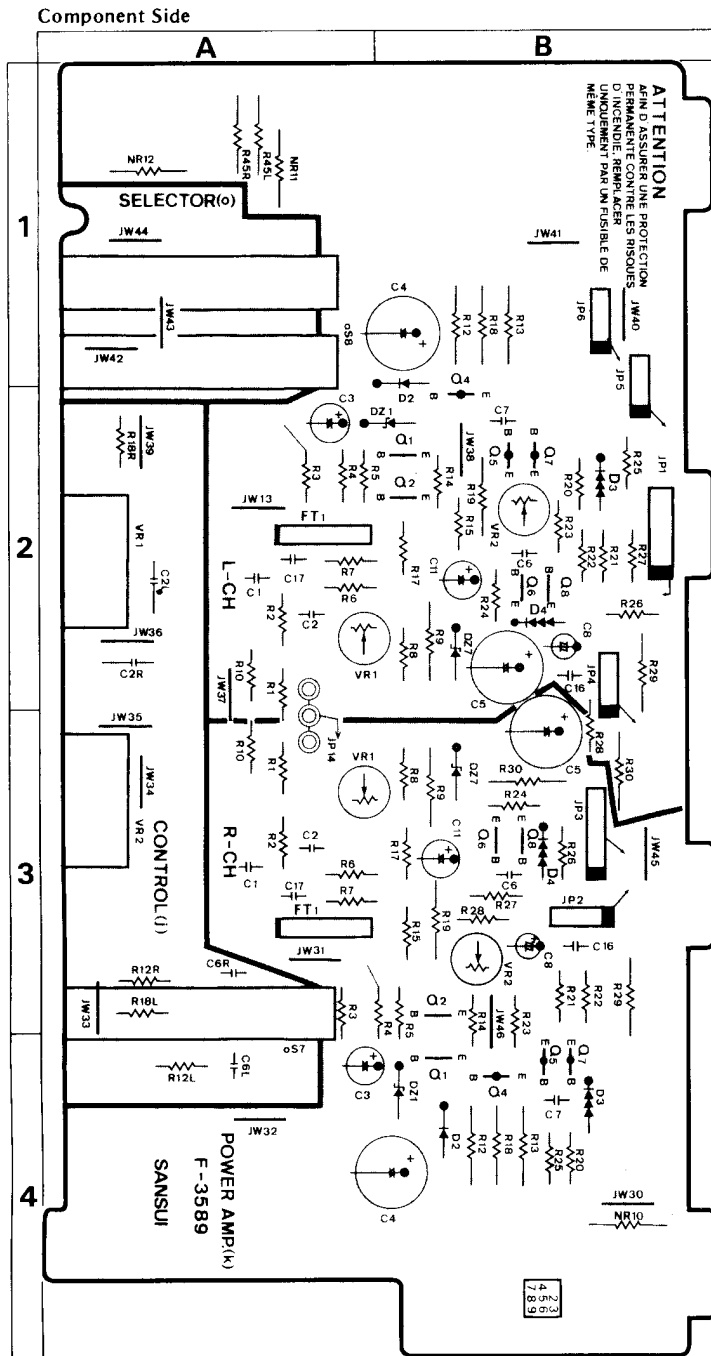 Component Side
A
B
ATTENTION
AFIN D'ASSURER UNE PROTECTION
PERMANENTE CONTRE LES RISQUES
D'INCENDIE, REMPLACER
UNIQUEMENT PAR UN FUSIBLE DE
MÊME TYPE
NR12
R45R
R45L
NR11
SELECTOR(o)
1
JW44
JW41
JW43
JW42
oS8
C4
R12
R18
R13
JP6
JW40
JP5
D2
Q4
B
E
C3
DZ1
C7
JW39
R18R
Q1
B
E
JW38
B
B
Q5
Q7
E
E
R25
JP1
R3
R4
R5
Q2
B
E
R14
R19
R20
D3
JW13
FT1
R15
VR2
R23
2
VR1
R7
R17
C11
C6
R22
R21
R27
C2L
L-CH
C1
C17
R6
R24
B
B
Q6
Q8
E
E
R2
C2
D4
R26
JW36
VR1
R8
R9
DZ7
C8
C2R
R10
C5
C16
JP4
R29
JW37
R1
JW35
JP14
R28
R10
R1
VR1
R8
DZ7
C5
R30
JW34
VR2
R9
R30
R24
JP3
R2
C2
R17
C11
E
E
Q6
Q8
B
B
R26
JW45
CONTROL(j)
R-CH
C1
R6
D4
3
C17
R7
C6
R27
FT1
R15
R19
R28
JP2
JW31
VR2
C8
C16
C6R
R12R
JW33
R18L
R3
R4
R5
Q2
B
E
R14
JW46
R23
R21
R22
R29
oS7
Q1
B
E
E
E
Q5
Q7
B
B
R12L
C6L
C3
DZ1
Q4
B
E
C7
D3
JW32
D2
R12
R18
R13
R25
R20
4
POWER AMP.(k)
F-3589
SANSUI
C4
JW30
NR10
2 3
4 5 6
7 8 9